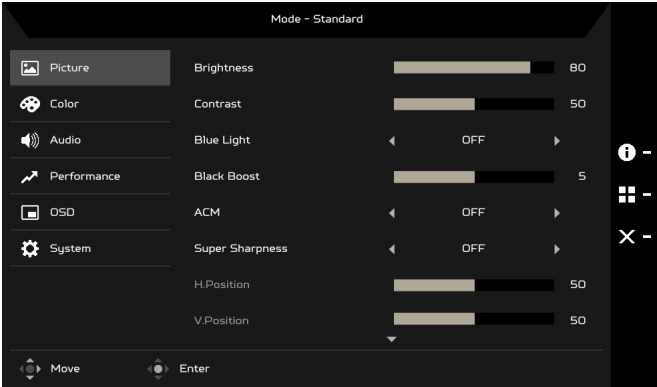 Mode - Standard
Picture
Brightness 80
Color
Contrast 50
Audio
Blue Light OFF
Performance
Black Boost 5
OSD
ACM OFF
System
Super Sharpness OFF
H.Position 50
V.Position 50
Move Enter